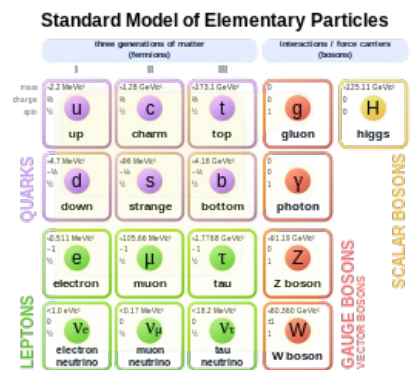 Standard Model of Elementary Particles
three generations of matter
(fermions)
interactions / force carriers
(bosons)
I II III
mass ≈2.2 MeV/c² ≈1.28 GeV/c² ≈173.1 GeV/c² 0 ≈125.11 GeV/c²
charge ⅔ ⅔ ⅔ 0 0
spin ½ ½ ½ 1 0
u c t g H
up charm top gluon higgs
≈4.7 MeV/c² ≈96 MeV/c² ≈4.18 GeV/c² 0
−⅓ −⅓ −⅓ 0
½ ½ ½ 1
d s b γ
down strange bottom photon
≈0.511 MeV/c² ≈105.66 MeV/c² ≈1.7768 GeV/c² ≈91.19 GeV/c²
−1 −1 −1 0
½ ½ ½ 1
e μ τ Z
electron muon tau Z boson
<1.0 eV/c² <0.17 MeV/c² <18.2 MeV/c² ≈80.360 GeV/c²
0 0 0 ±1
½ ½ ½ 1
νe νμ ντ W
electron neutrino muon neutrino tau neutrino W boson
QUARKS
LEPTONS
GAUGE BOSONS
VECTOR BOSONS
SCALAR BOSONS